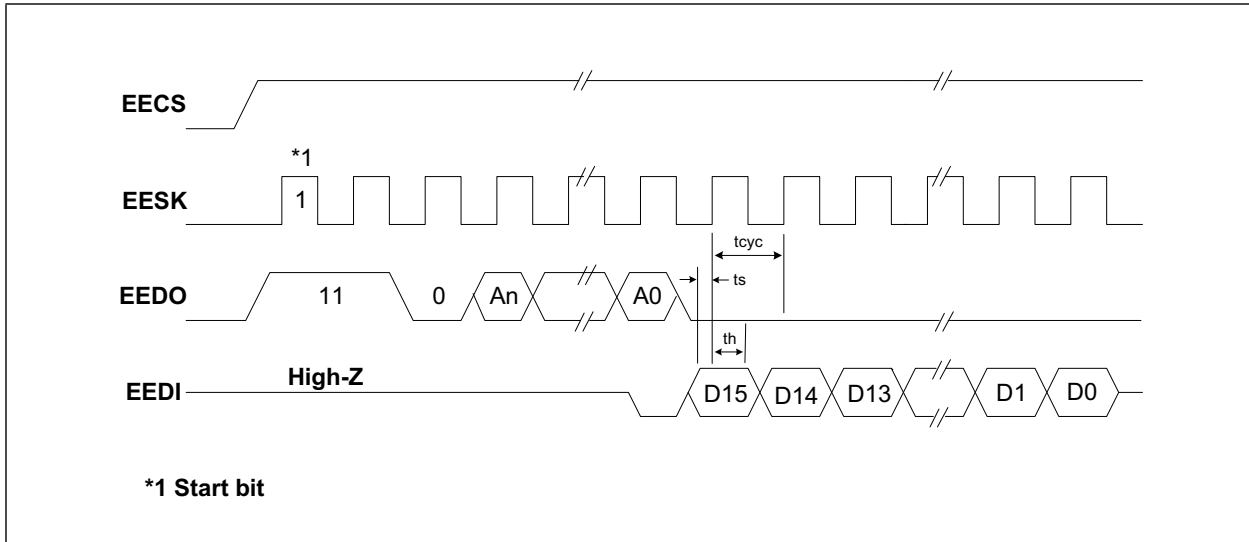 EECS
*1
EESK
1
tcyc
ts
EEDO
11
0
An
A0
th
High-Z
EEDI
D15
D14
D13
D1
D0
*1 Start bit